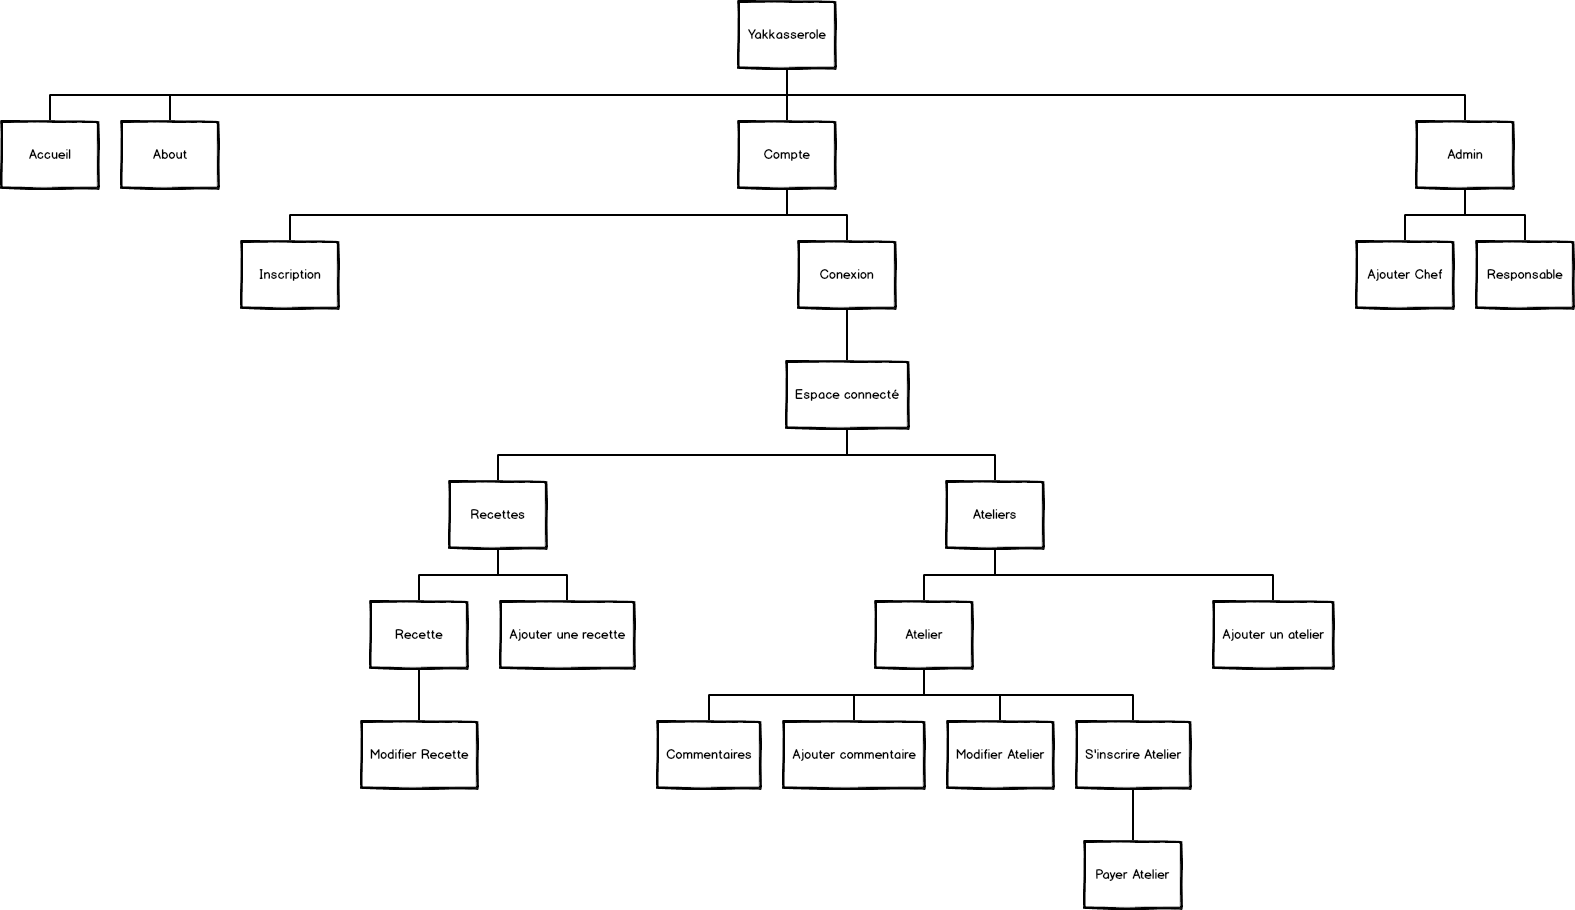 Yakkasserole
Accueil
About
Compte
Admin
Inscription
Conexion
Ajouter Chef
Responsable
Espace connecté
Recettes
Ateliers
Recette
Ajouter une recette
Atelier
Ajouter un atelier
Modifier Recette
Commentaires
Ajouter commentaire
Modifier Atelier
S'inscrire Atelier
Payer Atelier